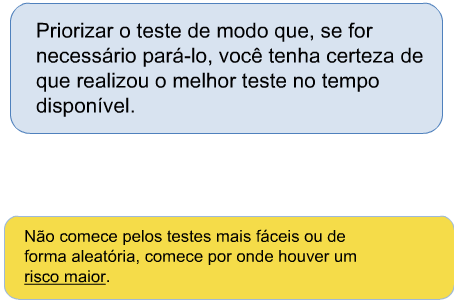 Priorizar o teste de modo que, se for
necessário pará-lo, você tenha certeza de
que realizou o melhor teste no tempo
disponível.
Não comece pelos testes mais fáceis ou de
forma aleatória, comece por onde houver um
risco maior.